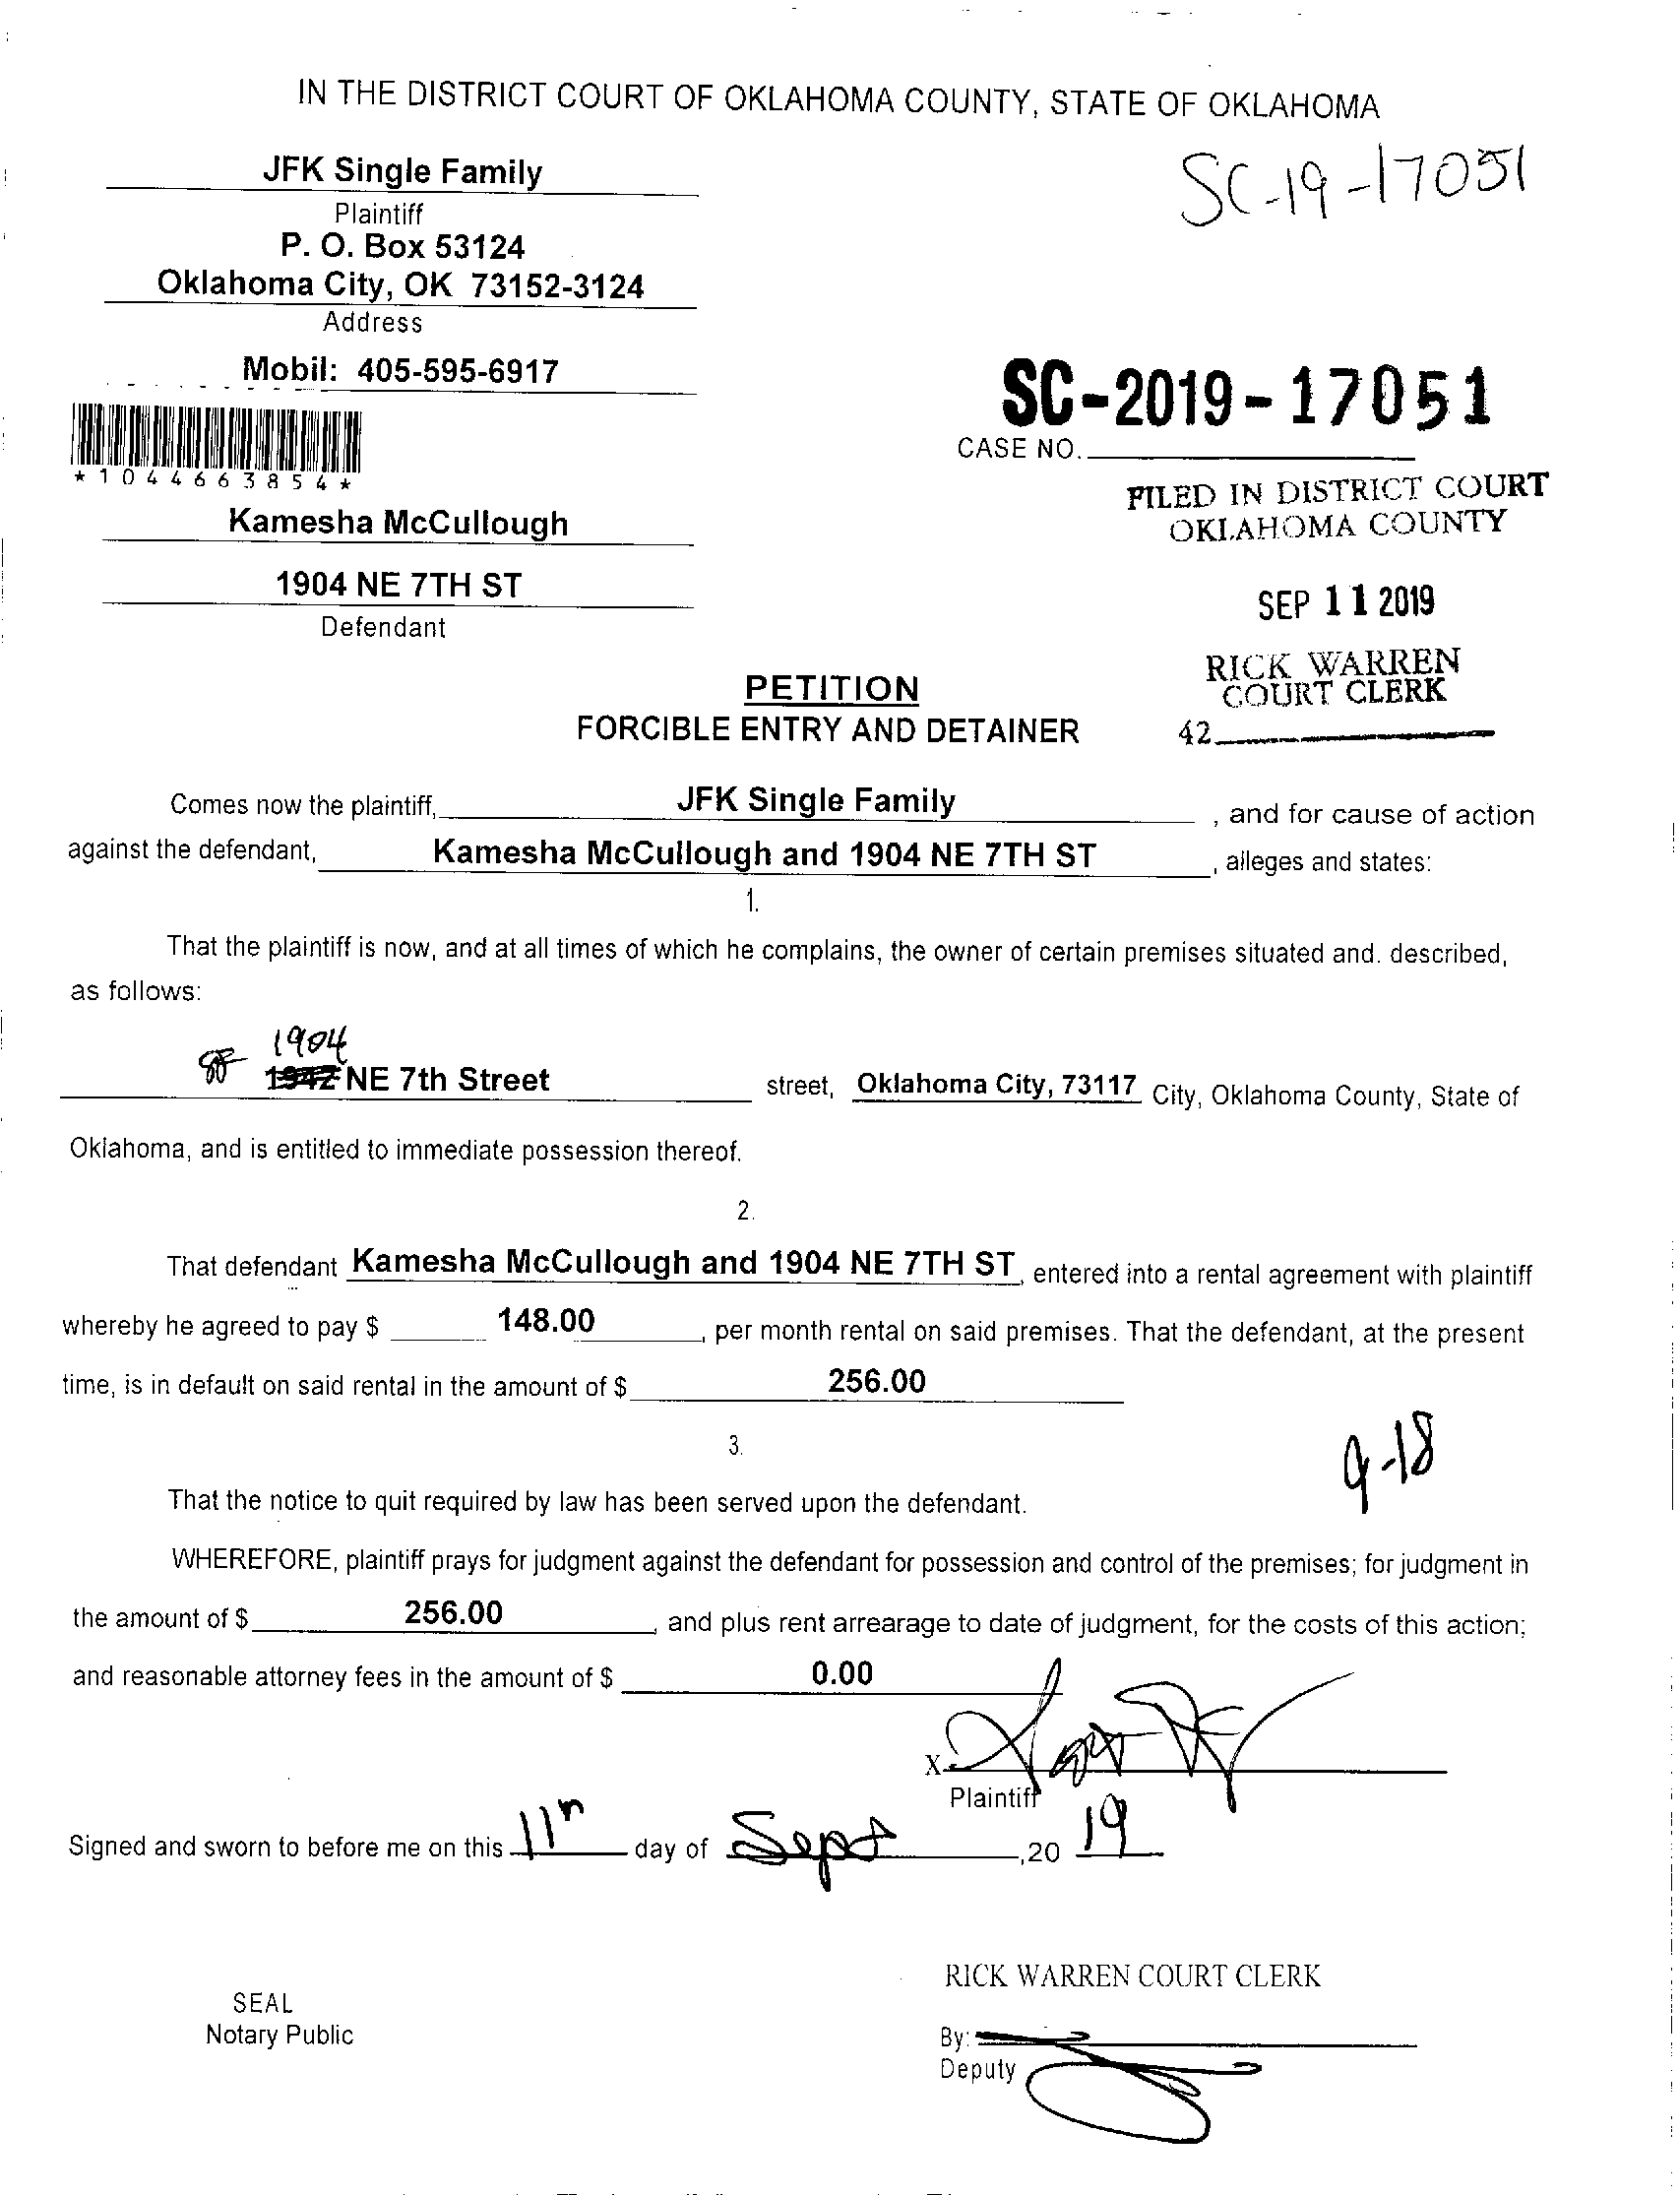 IN THE DISTRICT COURT OF OKLAHOMA COUNTY, STATE OF OKLAHOMA
JFK Single Family
SC-19-17051
Plaintiff
P. O. Box 53124
Oklahoma City, OK 73152-3124
Address
Mobil: 405-595-6917
SC-2019-17051
CASE NO.
*1044663854*
FILED IN DISTRICT COURT
OKLAHOMA COUNTY
Kamesha McCullough
1904 NE 7TH ST
SEP 11 2019
Defendant
RICK WARREN
COURT CLERK
PETITION
FORCIBLE ENTRY AND DETAINER
42
Comes now the plaintiff, JFK Single Family , and for cause of action
against the defendant, Kamesha McCullough and 1904 NE 7TH ST , alleges and states:
1.
That the plaintiff is now, and at all times of which he complains, the owner of certain premises situated and. described,
as follows:
1904
1942 NE 7th Street street, Oklahoma City, 73117 City, Oklahoma County, State of
Oklahoma, and is entitled to immediate possession thereof.
2.
That defendant Kamesha McCullough and 1904 NE 7TH ST, entered into a rental agreement with plaintiff
whereby he agreed to pay $ 148.00 , per month rental on said premises. That the defendant, at the present
time, is in default on said rental in the amount of $ 256.00
3.
9-18
That the notice to quit required by law has been served upon the defendant.
WHEREFORE, plaintiff prays for judgment against the defendant for possession and control of the premises; for judgment in
the amount of $ 256.00 , and plus rent arrearage to date of judgment, for the costs of this action;
and reasonable attorney fees in the amount of $ 0.00
X
Plaintiff
Signed and sworn to before me on this 11th day of Sept ,20 19
RICK WARREN COURT CLERK
SEAL
Notary Public
By:
Deputy